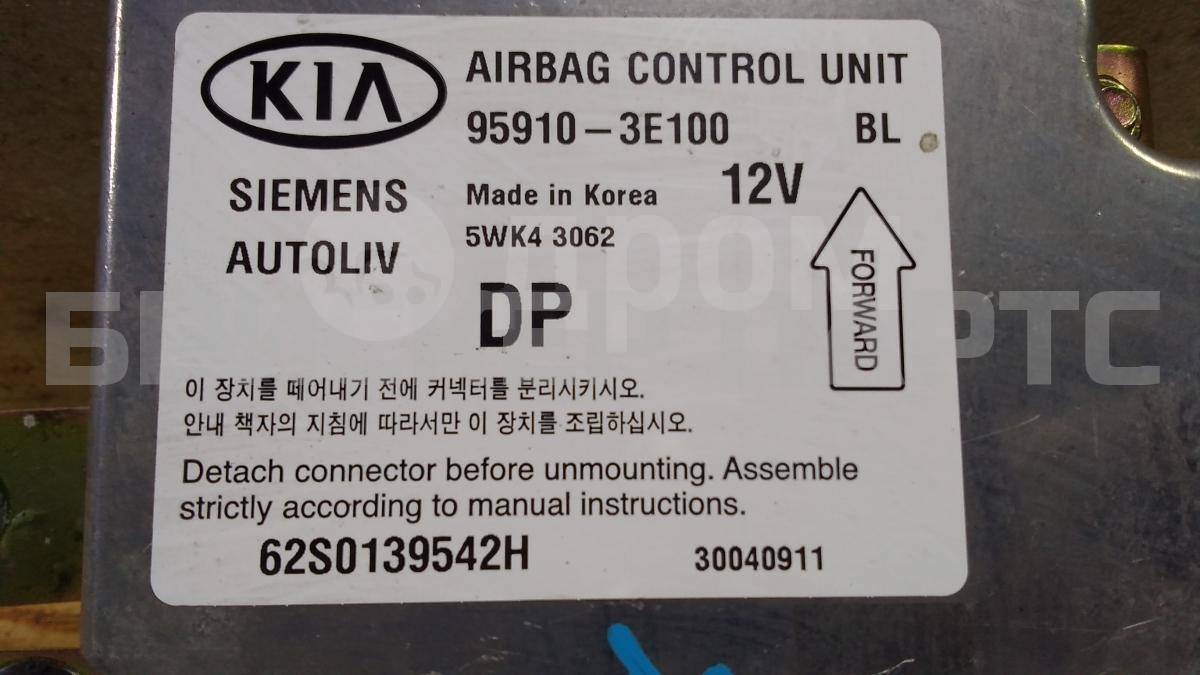 KIA
AIRBAG CONTROL UNIT
95910-3E100 BL
SIEMENS
AUTOLIV
Made in Korea 12V
5WK4 3062
DP
FORWARD
ДРОМ
이 장치를 떼어내기 전에 커넥터를 분리시키시오.
안내 책자의 지침에 따라서만 이 장치를 조립하십시오.
Detach connector before unmounting. Assemble
strictly according to manual instructions.
62S0139542H 30040911